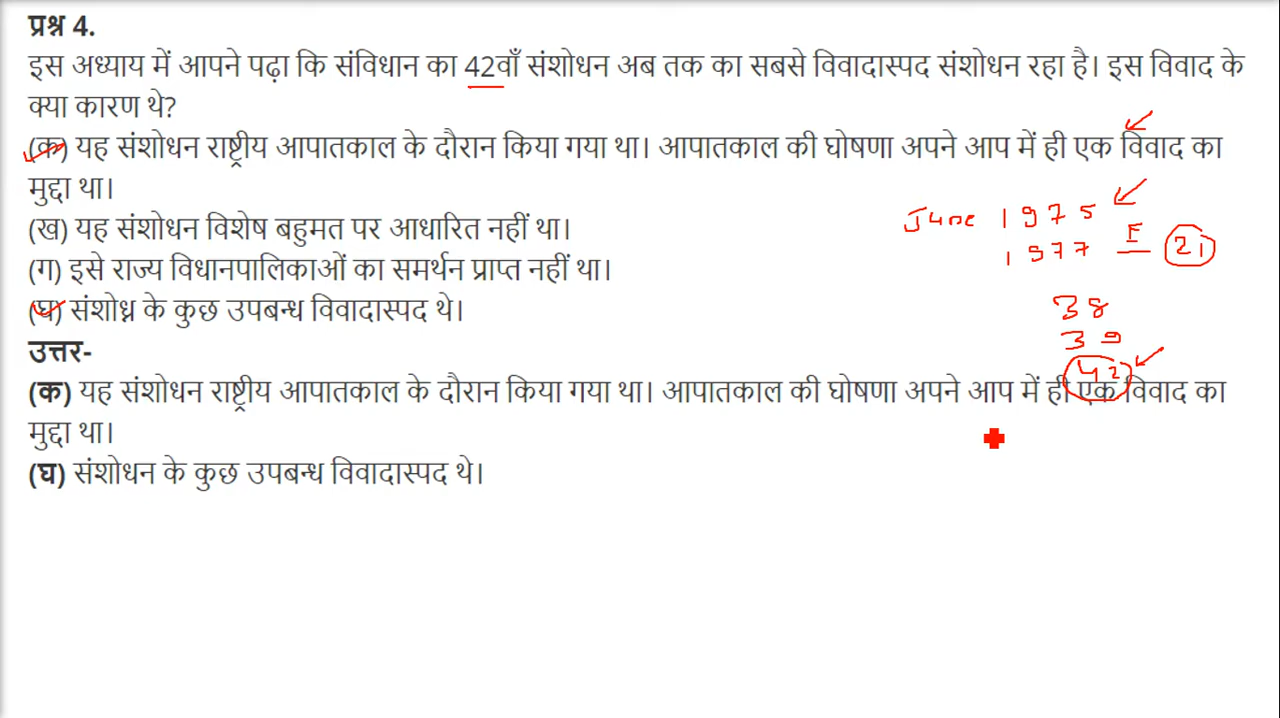 प्रश्न 4.
इस अध्याय में आपने पढ़ा कि संविधान का 42वाँ संशोधन अब तक का सबसे विवादास्पद संशोधन रहा है। इस विवाद के
क्या कारण थे?
(क) यह संशोधन राष्ट्रीय आपातकाल के दौरान किया गया था। आपातकाल की घोषणा अपने आप में ही एक विवाद का
मुद्दा था।
June 1975
(ख) यह संशोधन विशेष बहुमत पर आधारित नहीं था।
1977 F 21
(ग) इसे राज्य विधानपालिकाओं का समर्थन प्राप्त नहीं था।
(घ) संशोध्न के कुछ उपबन्ध विवादास्पद थे।
38
39
42
उत्तर-
(क) यह संशोधन राष्ट्रीय आपातकाल के दौरान किया गया था। आपातकाल की घोषणा अपने आप में ही एक विवाद का
मुद्दा था।
(घ) संशोधन के कुछ उपबन्ध विवादास्पद थे।